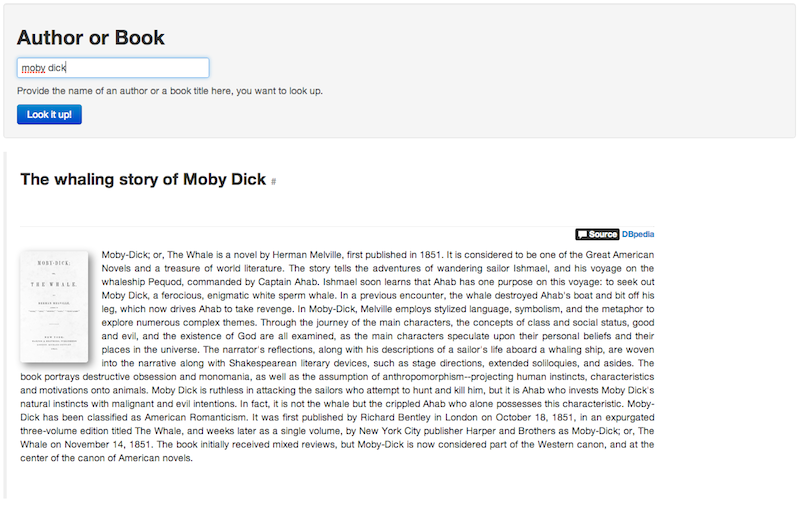 Author or Book
moby dick
Provide the name of an author or a book title here, you want to look up.
Look it up!
The whaling story of Moby Dick #
Source DBpedia
MOBY-DICK;
OR,
THE WHALE.
BY
HERMAN MELVILLE,
Moby-Dick; or, The Whale is a novel by Herman Melville, first published in 1851. It is considered to be one of the Great American
Novels and a treasure of world literature. The story tells the adventures of wandering sailor Ishmael, and his voyage on the
whaleship Pequod, commanded by Captain Ahab. Ishmael soon learns that Ahab has one purpose on this voyage: to seek out
Moby Dick, a ferocious, enigmatic white sperm whale. In a previous encounter, the whale destroyed Ahab's boat and bit off his
leg, which now drives Ahab to take revenge. In Moby-Dick, Melville employs stylized language, symbolism, and the metaphor to
explore numerous complex themes. Through the journey of the main characters, the concepts of class and social status, good
and evil, and the existence of God are all examined, as the main characters speculate upon their personal beliefs and their
places in the universe. The narrator's reflections, along with his descriptions of a sailor's life aboard a whaling ship, are woven
into the narrative along with Shakespearean literary devices, such as stage directions, extended soliloquies, and asides. The
book portrays destructive obsession and monomania, as well as the assumption of anthropomorphism--projecting human instincts, characteristics
and motivations onto animals. Moby Dick is ruthless in attacking the sailors who attempt to hunt and kill him, but it is Ahab who invests Moby Dick's
natural instincts with malignant and evil intentions. In fact, it is not the whale but the crippled Ahab who alone possesses this characteristic. Moby-
Dick has been classified as American Romanticism. It was first published by Richard Bentley in London on October 18, 1851, in an expurgated
three-volume edition titled The Whale, and weeks later as a single volume, by New York City publisher Harper and Brothers as Moby-Dick; or, The
Whale on November 14, 1851. The book initially received mixed reviews, but Moby-Dick is now considered part of the Western canon, and at the
center of the canon of American novels.